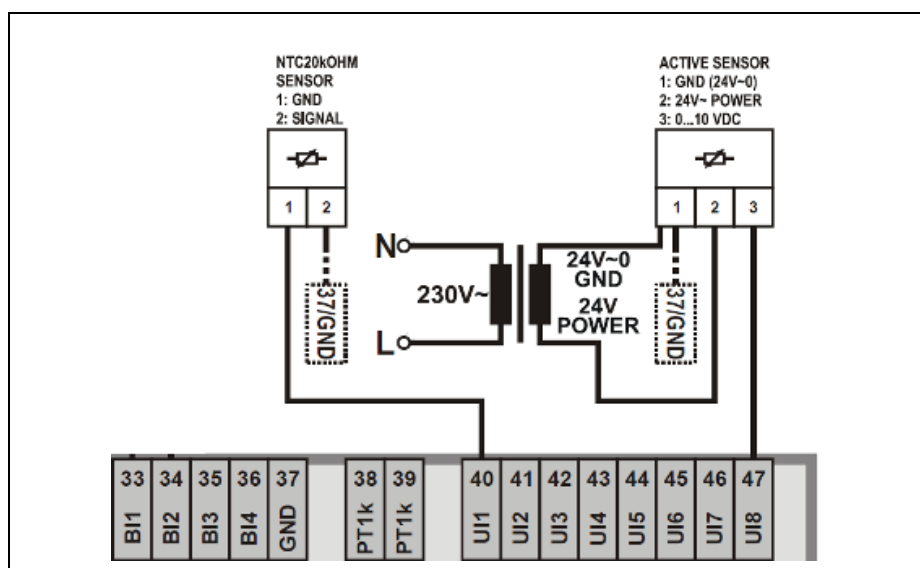 NTC20kOHM
SENSOR
1: GND
2: SIGNAL
ACTIVE SENSOR
1: GND (24V~0)
2: 24V~ POWER
3: 0...10 VDC
1 2
1 2 3
N
24V~0
GND
230V~
24V
POWER
L
37/GND
37/GND
33 34 35 36 37 38 39 40 41 42 43 44 45 46 47
BI1 BI2 BI3 BI4 GND PT1k PT1k UI1 UI2 UI3 UI4 UI5 UI6 UI7 UI8